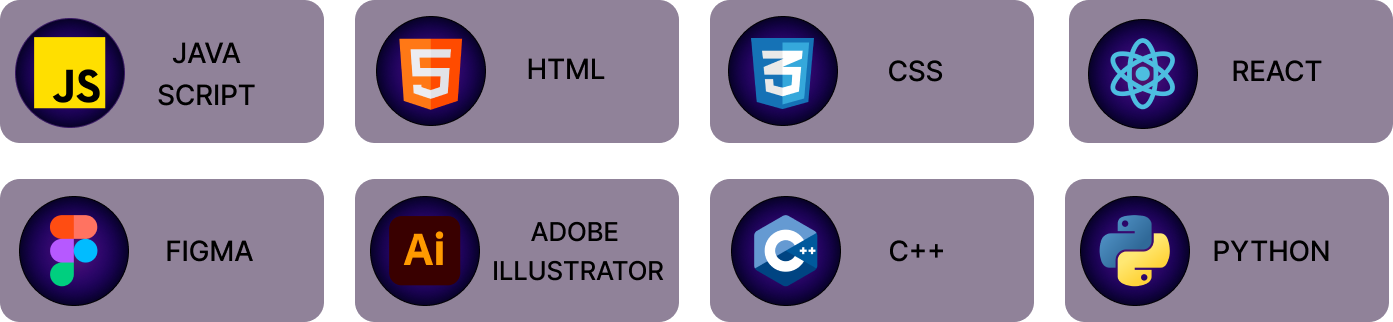 JS
JAVA
SCRIPT
5
HTML
3
CSS
REACT
FIGMA
Ai
ADOBE
ILLUSTRATOR
C++
C++
PYTHON